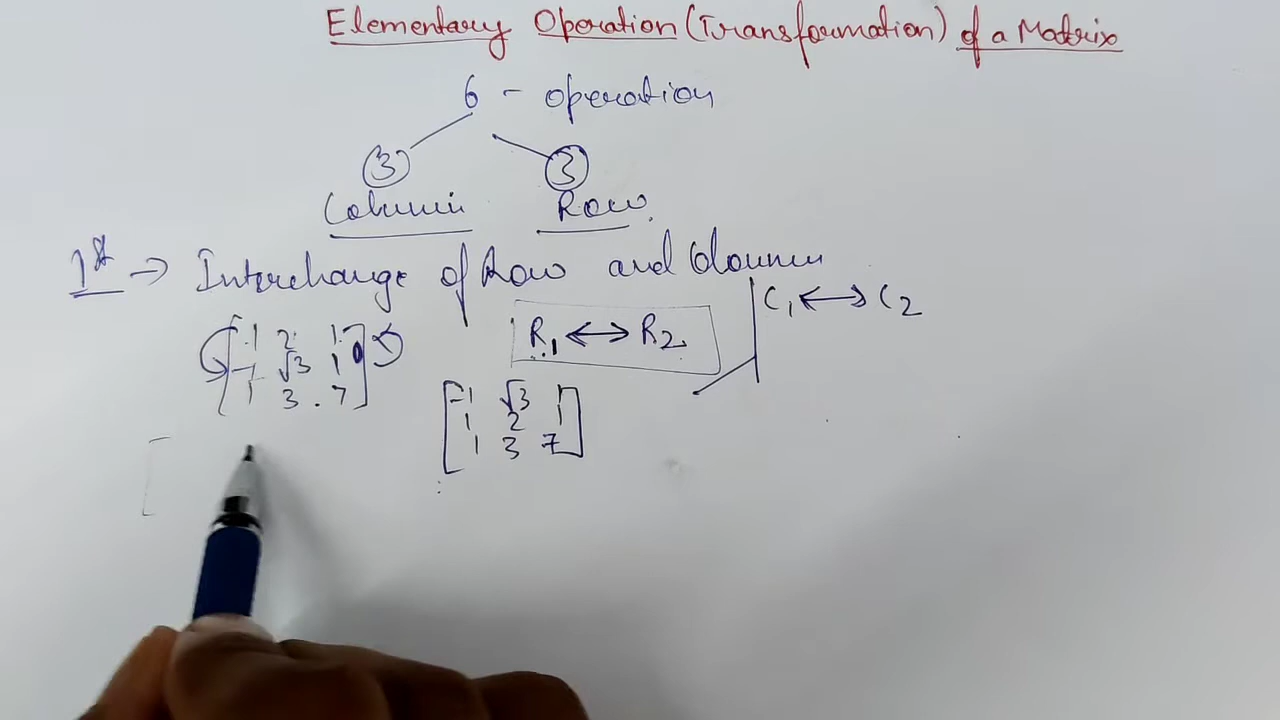 Elementary Operation (Transformation) of a Matrix
6 - operation
3 3
Column Row
1st → Interchange of Row and Column
C1 ↔ C2
R1 ↔ R2
1 2 1
-1 √3 1
1 3 7
-1 √3 1
1 2 1
1 3 7